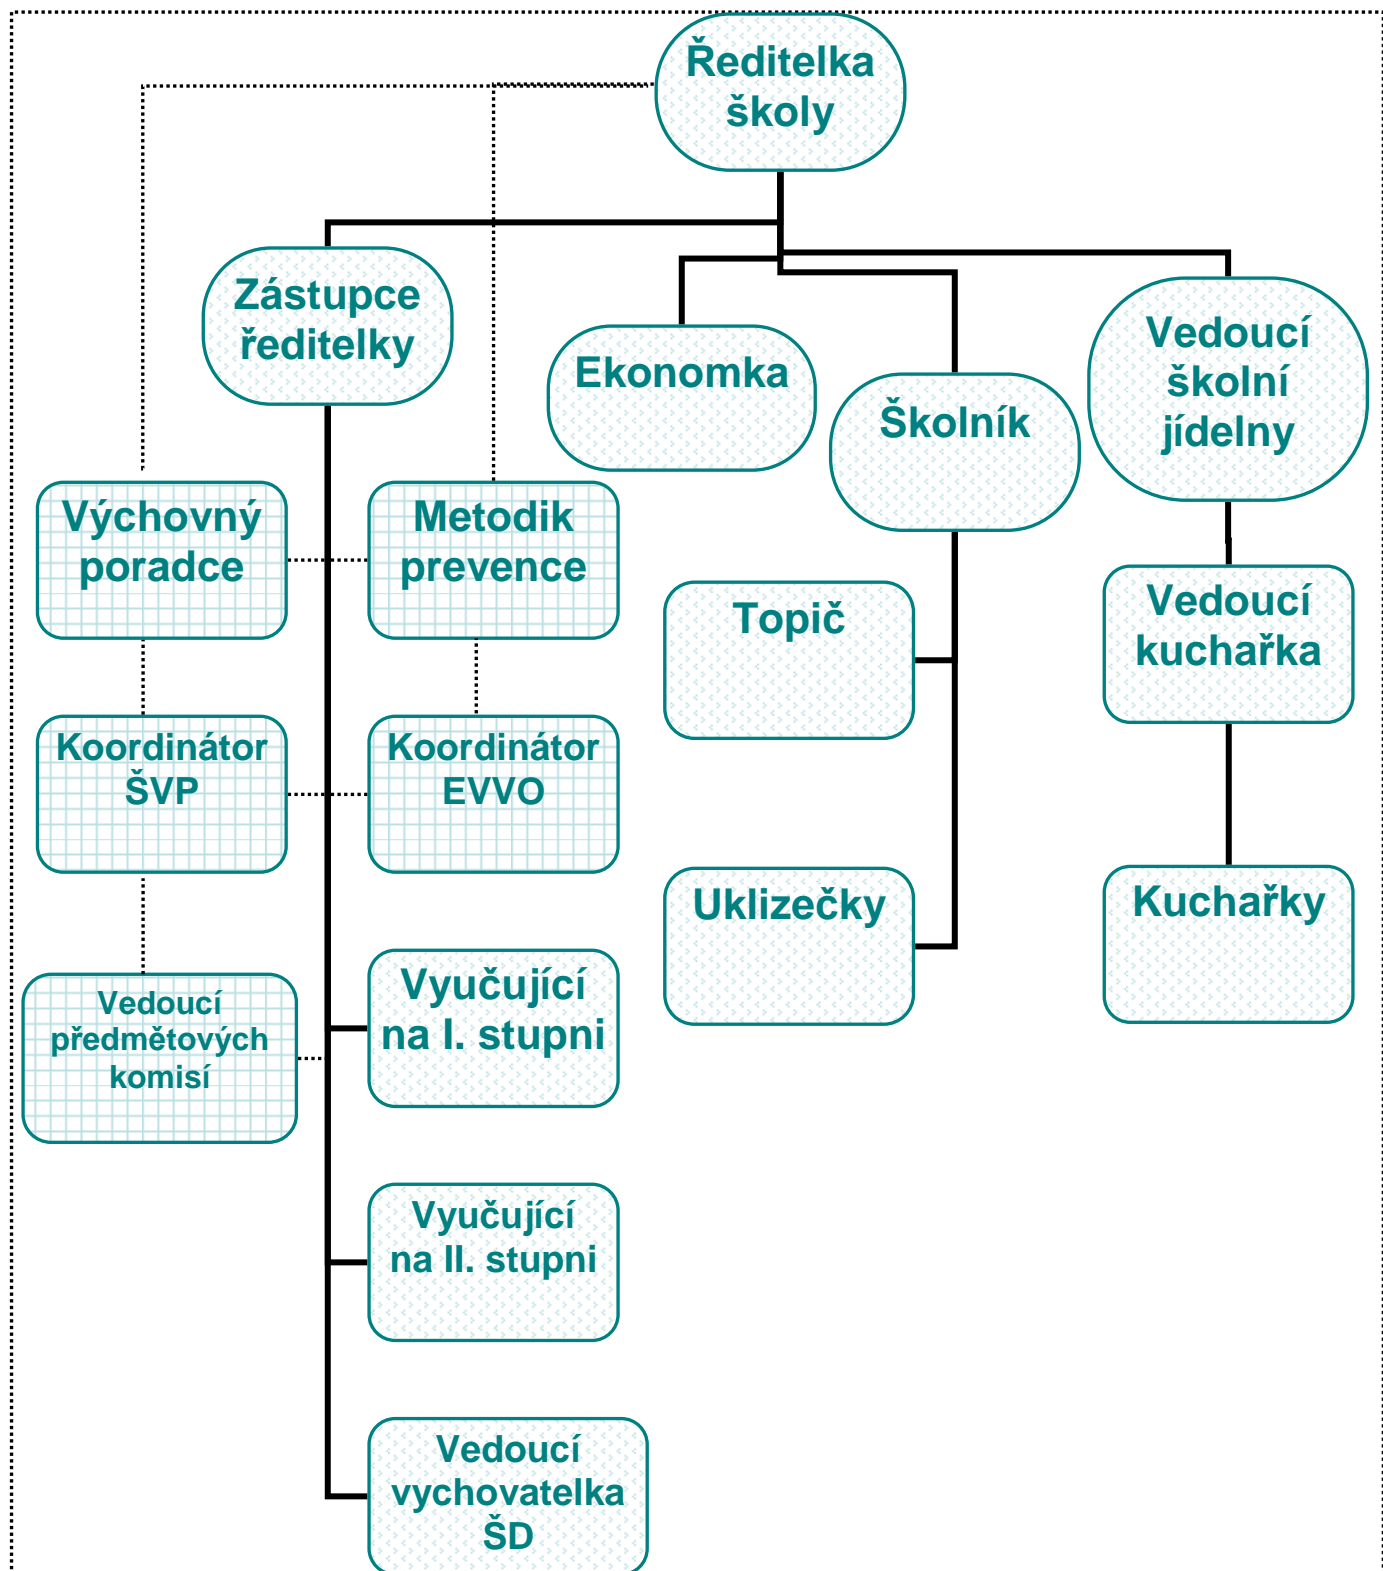 Ředitelka
školy
Zástupce
ředitelky
Ekonomka
Školník
Vedoucí
školní
jídelny
Výchovný
poradce
Metodik
prevence
Topič
Vedoucí
kuchařka
Koordinátor
ŠVP
Koordinátor
EVVO
Uklizečky
Kuchařky
Vedoucí
předmětových
komisí
Vyučující
na I. stupni
Vyučující
na II. stupni
Vedoucí
vychovatelka
ŠD